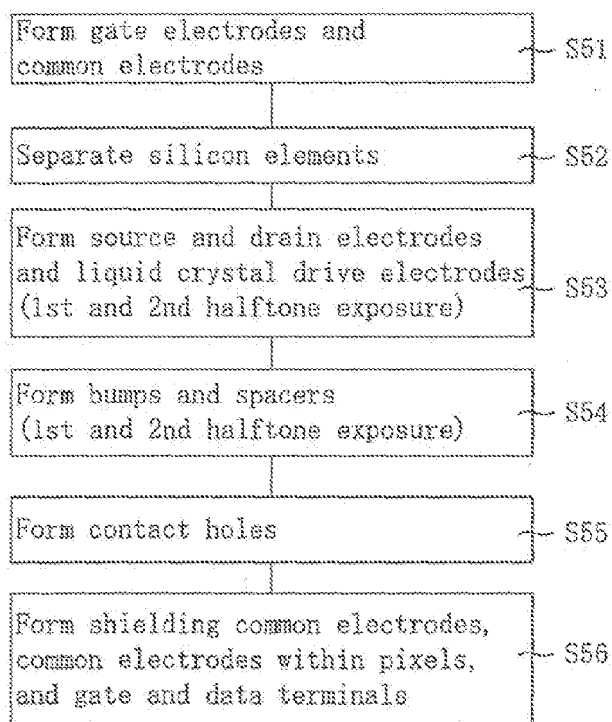 Form gate electrodes and
common electrodes
S51
Separate silicon elements
S52
Form source and drain electrodes
and liquid crystal drive electrodes
(1st and 2nd halftone exposure)
S53
Form bumps and spacers
(1st and 2nd halftone exposure)
S54
Form contact holes
S55
Form shielding common electrodes,
common electrodes within pixels,
and gate and data terminals
S56